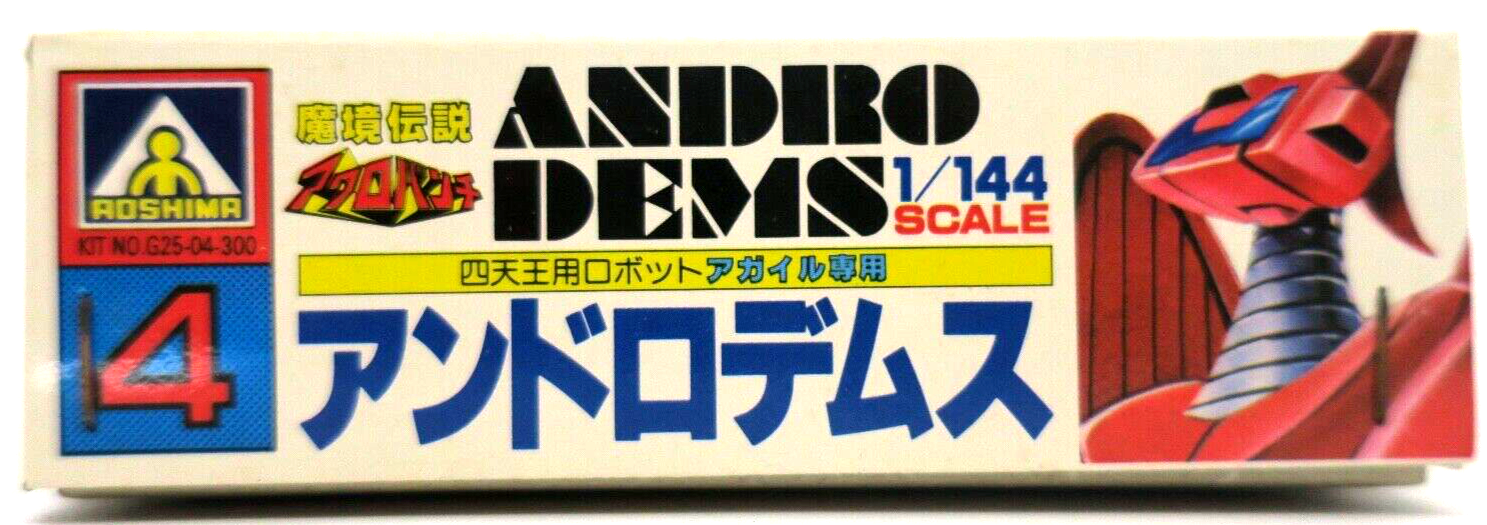 AOSHIMA
KIT NO.G25-04-300
4
魔境伝説
アクロバンチ
ANDRO
DEMS
1/144
SCALE
四天王用ロボットアガイル専用
アンドロデムス